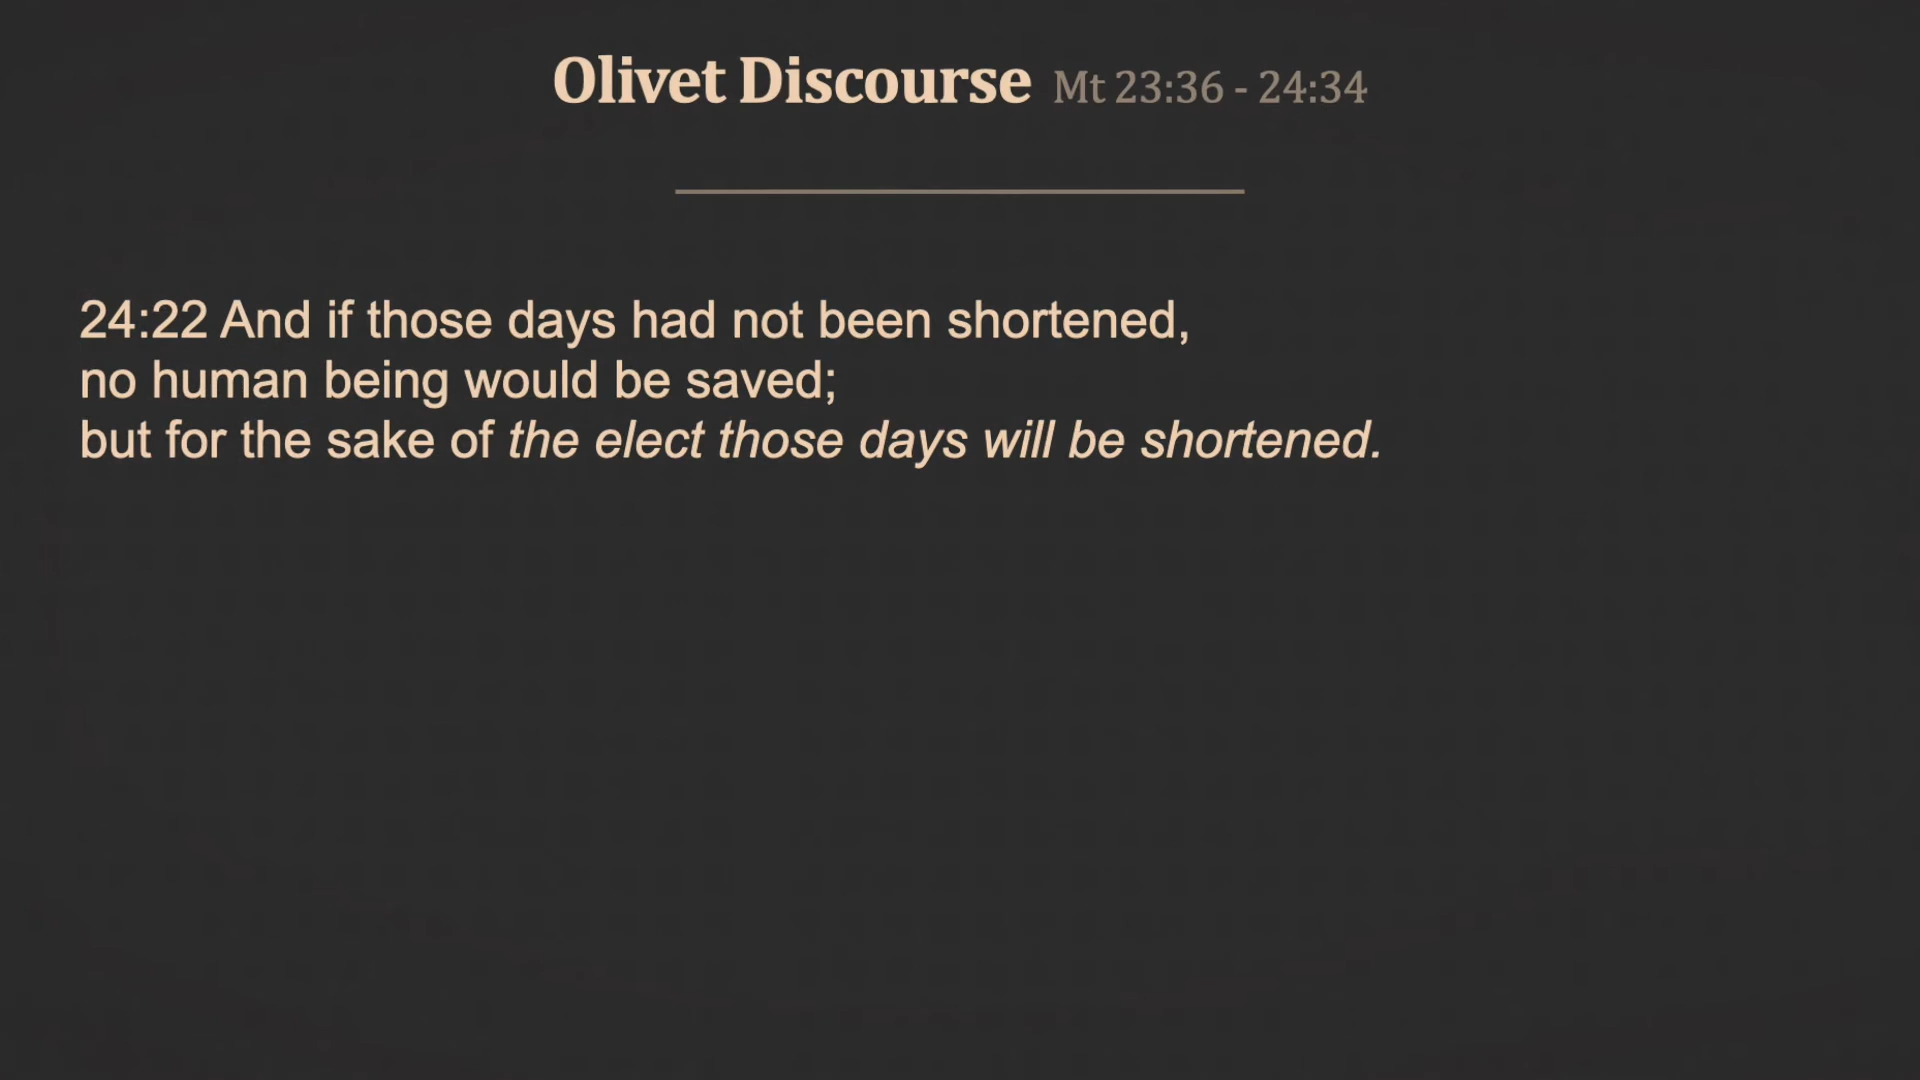 Olivet Discourse Mt 23:36 - 24:34
24:22 And if those days had not been shortened,
no human being would be saved;
but for the sake of the elect those days will be shortened.